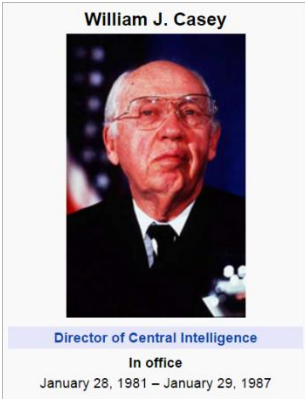 William J. Casey
Director of Central Intelligence
In office
January 28, 1981 – January 29, 1987